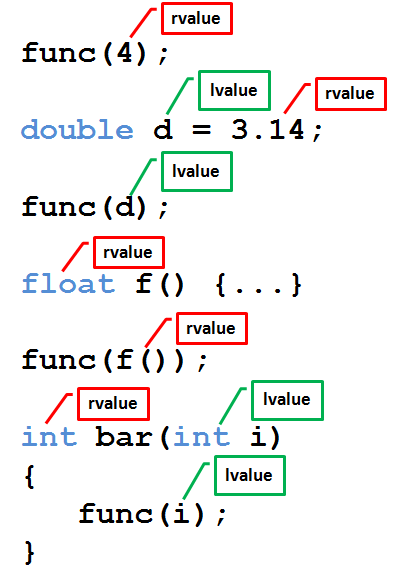 rvalue
func(4);
lvalue
rvalue
double d = 3.14;
lvalue
func(d);
rvalue
float f() {...}
rvalue
func(f());
rvalue
lvalue
int bar(int i)
{
lvalue
func(i);
}